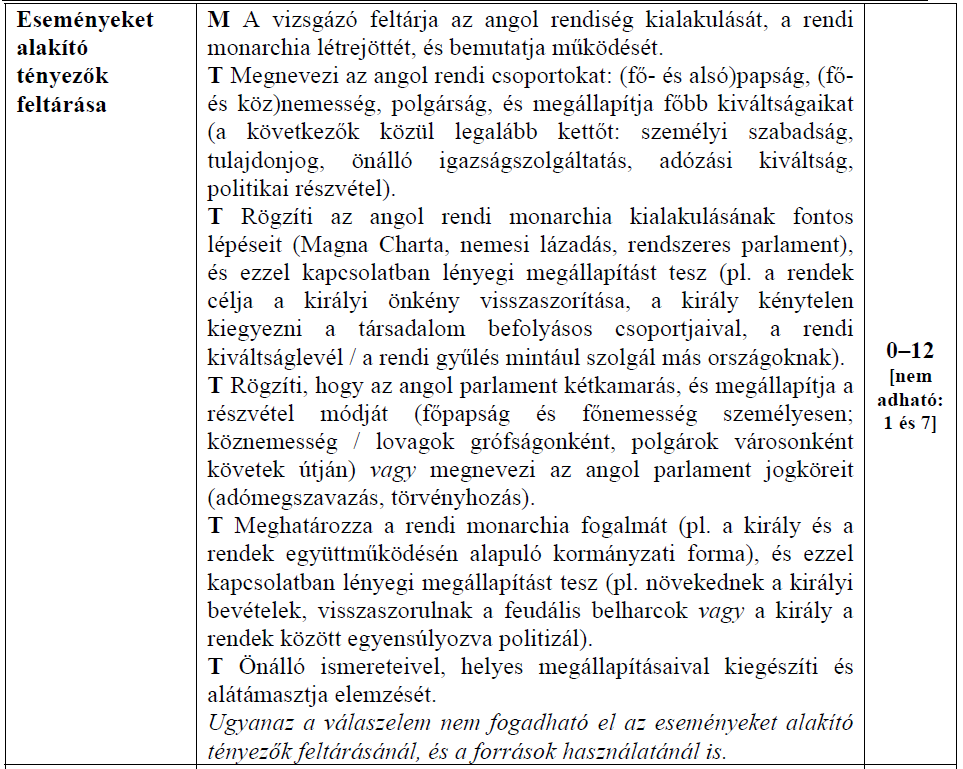 Eseményeket
alakító
tényezők
feltárása
M A vizsgázó feltárja az angol rendiség kialakulását, a rendi
monarchia létrejöttét, és bemutatja működését.
T Megnevezi az angol rendi csoportokat: (fő- és alsó)papság, (fő-
és köz)nemesség, polgárság, és megállapítja főbb kiváltságaikat
(a következők közül legalább kettőt: személyi szabadság,
tulajdonjog, önálló igazságszolgáltatás, adózási kiváltság,
politikai részvétel).
T Rögzíti az angol rendi monarchia kialakulásának fontos
lépéseit (Magna Charta, nemesi lázadás, rendszeres parlament),
és ezzel kapcsolatban lényegi megállapítást tesz (pl. a rendek
célja a királyi önkény visszaszorítása, a király kénytelen
kiegyezni a társadalom befolyásos csoportjaival, a rendi
kiváltságlevél / a rendi gyűlés mintául szolgál más országoknak).
T Rögzíti, hogy az angol parlament kétkamarás, és megállapítja a
részvétel módját (főpapság és főnemesség személyesen;
köznemesség / lovagok grófságonként, polgárok városonként
követek útján) vagy megnevezi az angol parlament jogköreit
(adómegszavazás, törvényhozás).
T Meghatározza a rendi monarchia fogalmát (pl. a király és a
rendek együttműködésén alapuló kormányzati forma), és ezzel
kapcsolatban lényegi megállapítást tesz (pl. növekednek a királyi
bevételek, visszaszorulnak a feudális belharcok vagy a király a
rendek között egyensúlyozva politizál).
T Önálló ismereteivel, helyes megállapításaival kiegészíti és
alátámasztja elemzését.
Ugyanaz a válaszelem nem fogadható el az eseményeket alakító
tényezők feltárásánál, és a források használatánál is.
0–12
[nem
adható:
1 és 7]